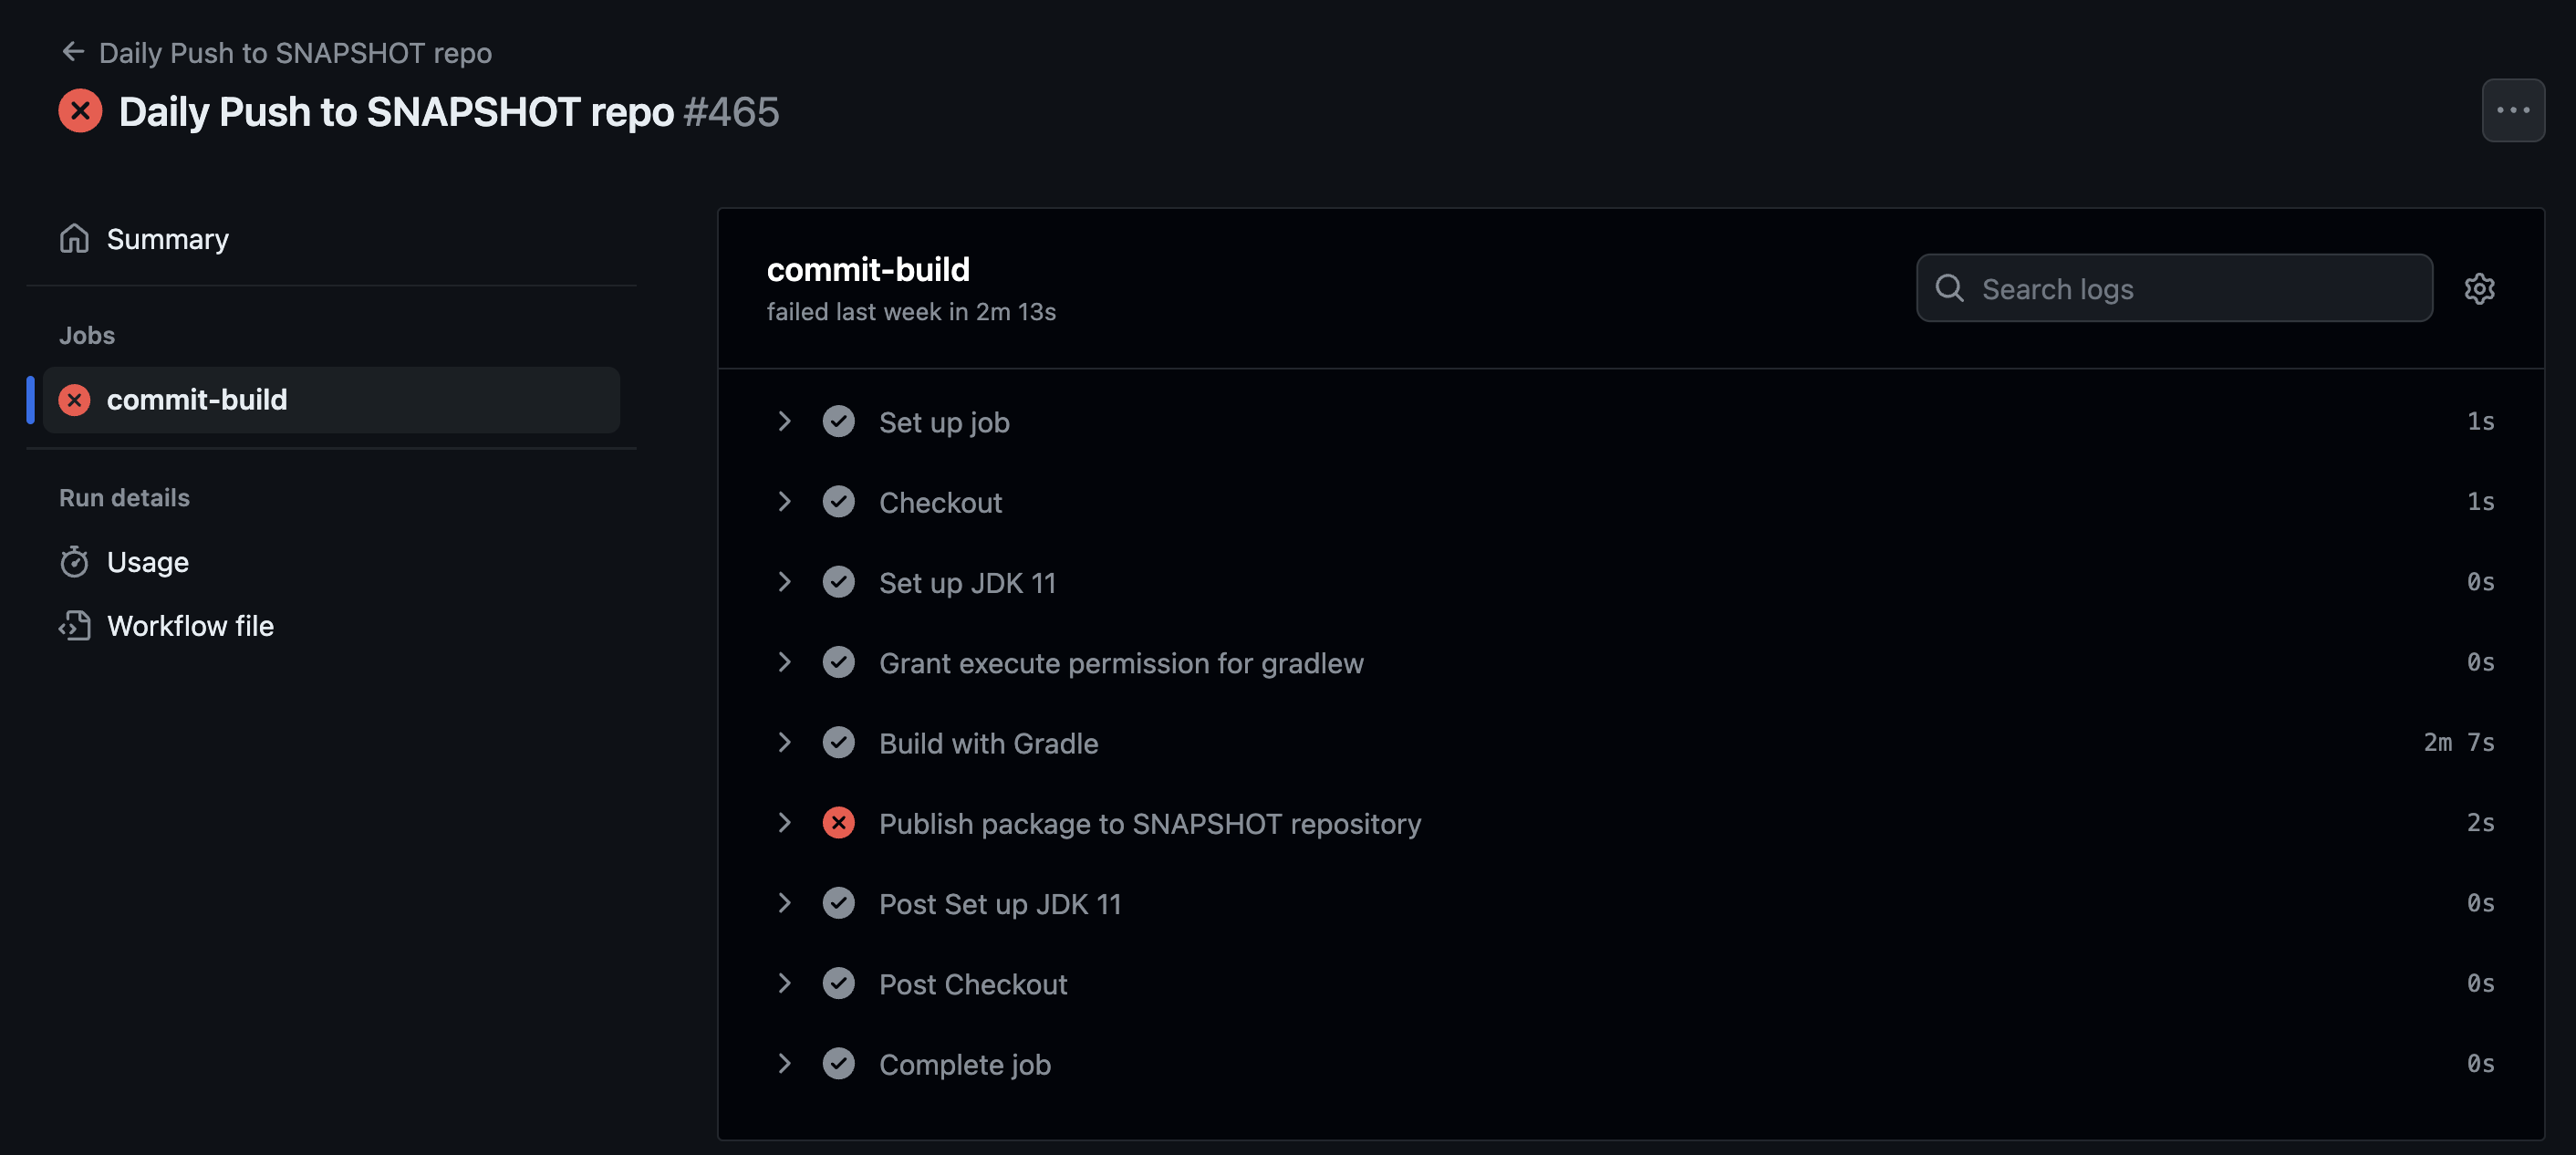 Daily Push to SNAPSHOT repo
Daily Push to SNAPSHOT repo #465
Summary
Jobs
commit-build
Run details
Usage
Workflow file
commit-build
failed last week in 2m 13s
Search logs
Set up job 1s
Checkout 1s
Set up JDK 11 0s
Grant execute permission for gradlew 0s
Build with Gradle 2m 7s
Publish package to SNAPSHOT repository 2s
Post Set up JDK 11 0s
Post Checkout 0s
Complete job 0s